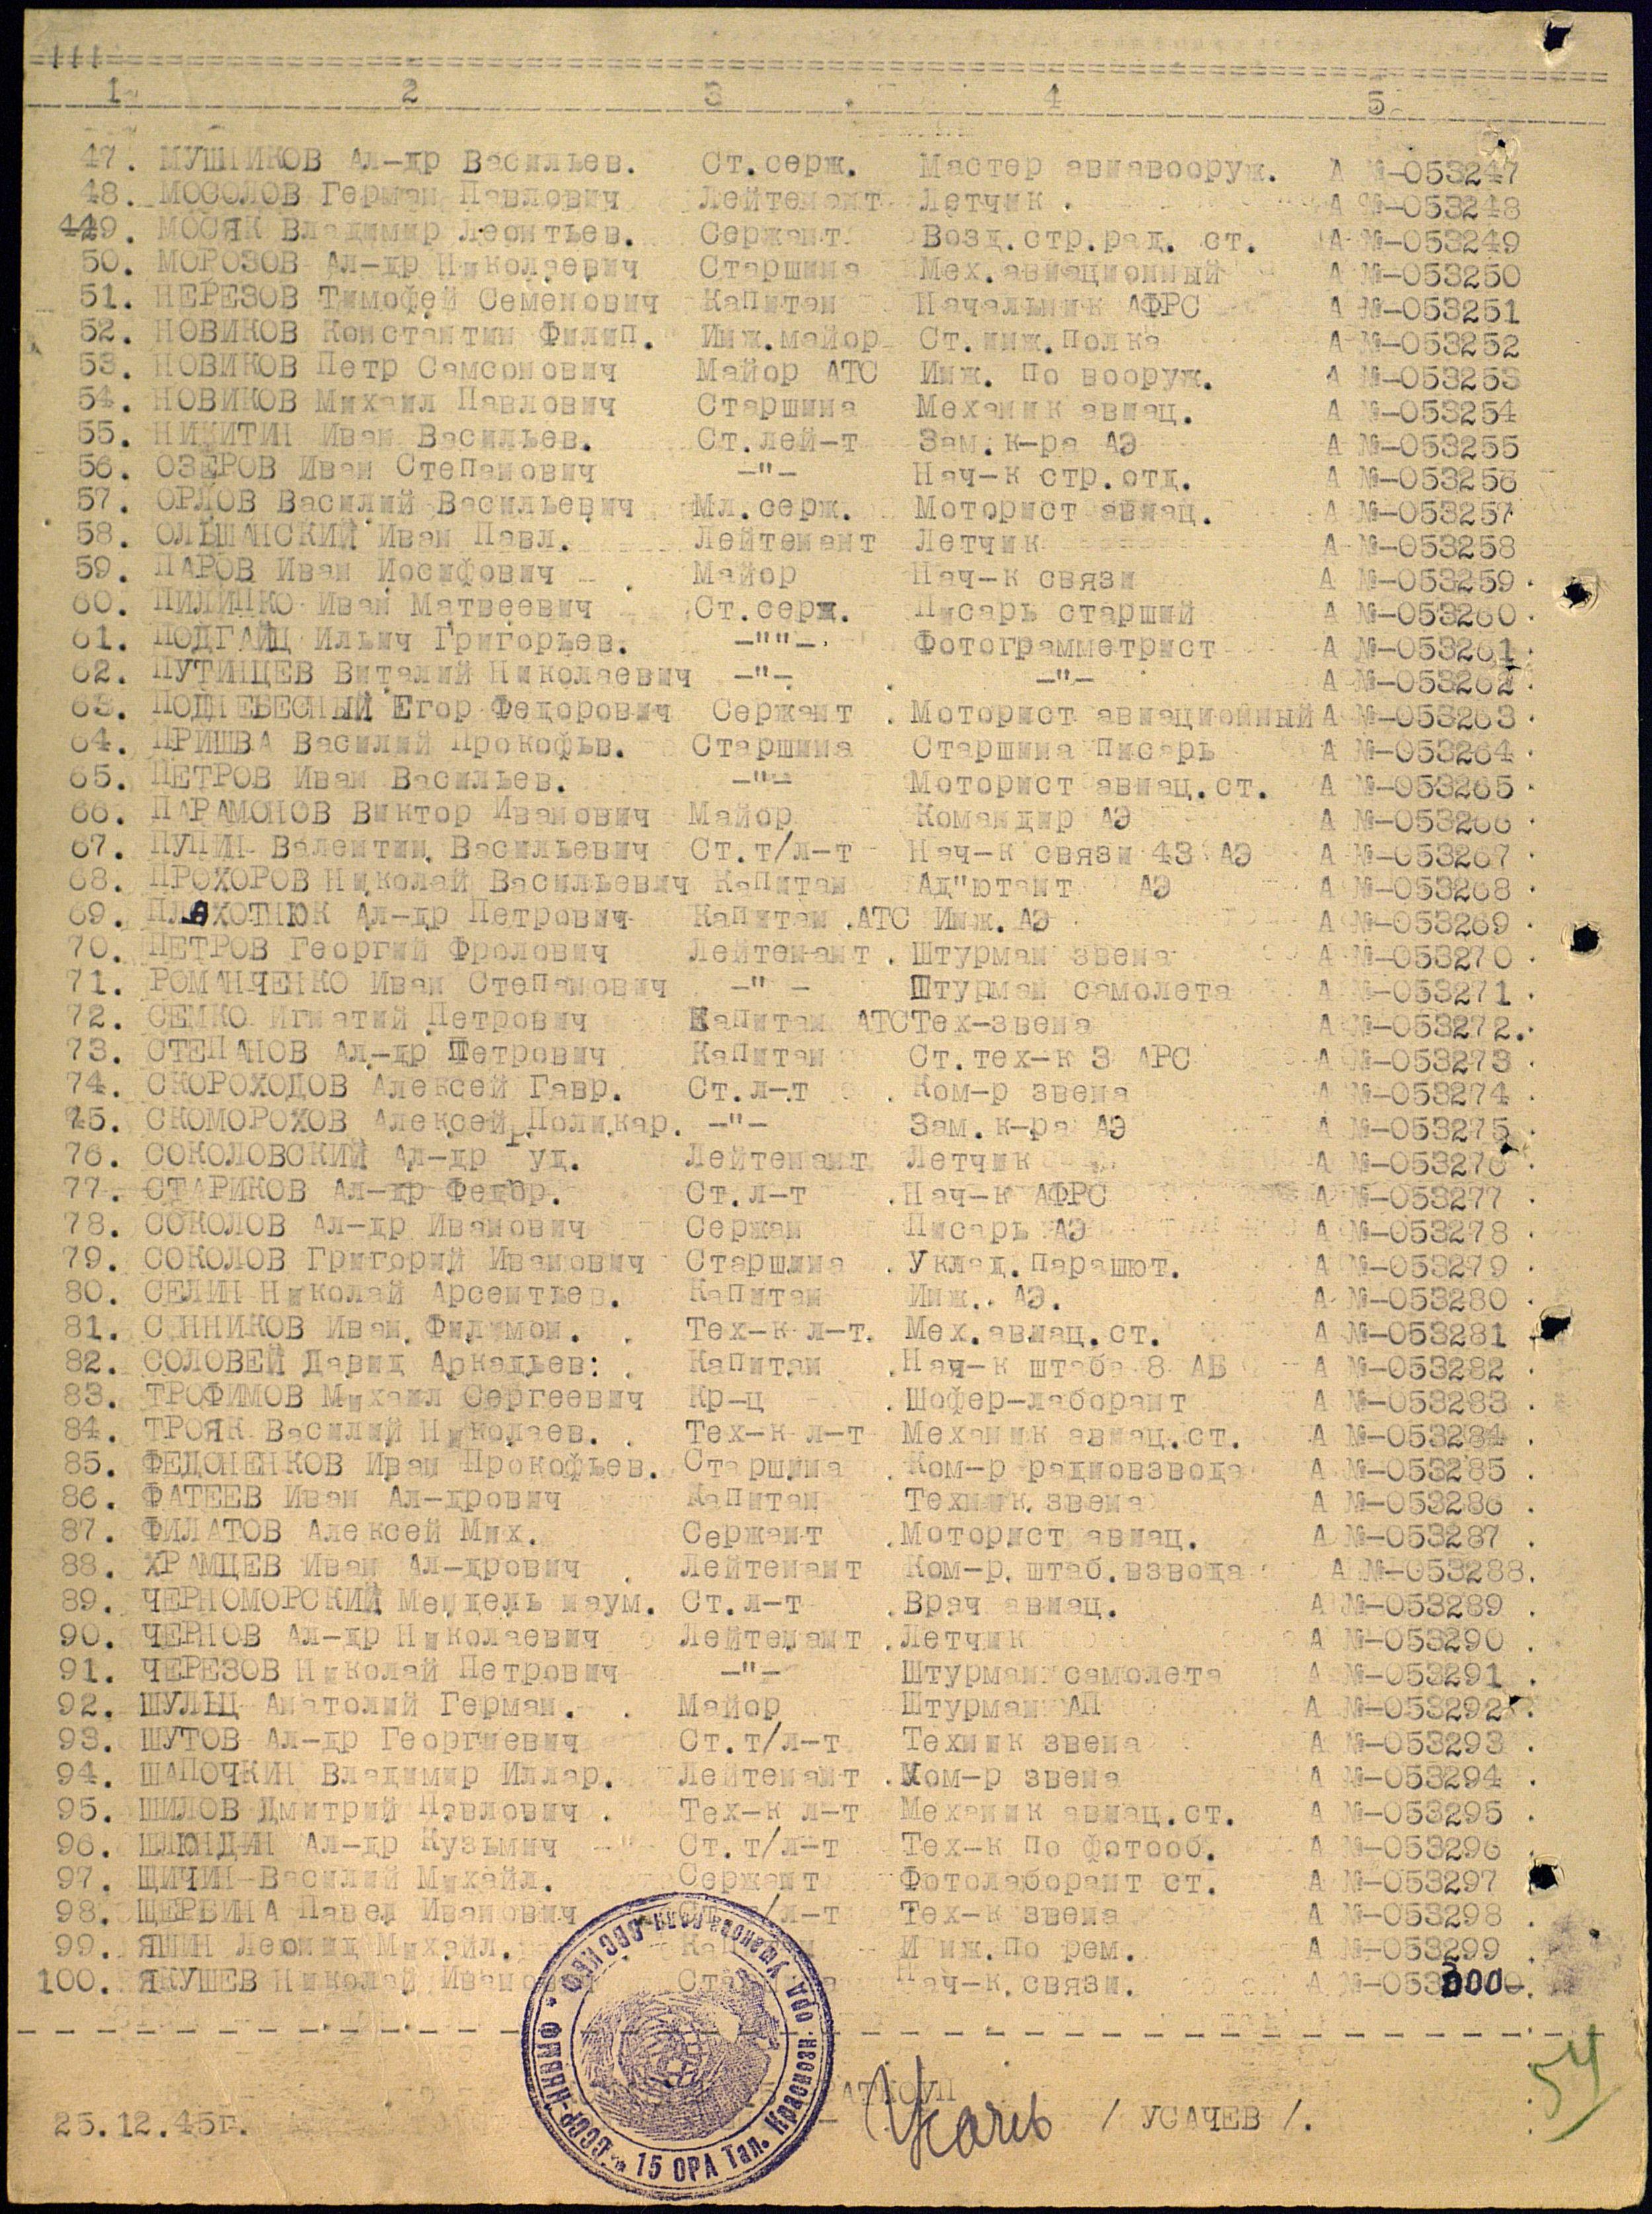 111
1 2 3 4 5
47. МУШНИКОВ Ал-др Васильев. Ст.серж. Мастер авиавооруж. А №-053247
48. МОСОЛОВ Герман Павлович Лейтенант Летчик. А №-053248
449. МОСЯК Владимир Леонтьев. Сержант Возд.стр.рад. ст. А №-053249
50. МОРОЗОВ Ал-др Николаевич Старшина Мех.авиационный А №-053250
51. НЕРЕЗОВ Тимофей Семенович Капитан Начальник АФРС А №-053251
52. НОВИКОВ Константин Филип. Инж.майор Ст.инж.полка А №-053252
53. НОВИКОВ Петр Самсонович Майор АТС Инж. по вооруж. А №-053253
54. НОВИКОВ Михаил Павлович Старшина Механик авиац. А №-053254
55. НИКИТИН Иван Васильев. Ст.лей-т Зам.к-ра АЭ А №-053255
56. ОЗЕРОВ Иван Степанович -"- Нач-к стр.отд. А №-053256
57. ОРЛОВ Василий Васильевич Мл.серж. Моторист авиац. А №-053257
58. ОЛЬШАНСКИЙ Иван Павл. Лейтенант Летчик А №-053258
59. ПАРОВ Иван Иосифович Майор Нач-к связи А №-053259
60. ПИЛИПКО Иван Матвеевич Ст.серж. Писарь старший А №-053260
61. ПОДГАЙЦ Ильич Григорьев. -""- Фотограмметрист А №-053261
62. ПУТИНЦЕВ Виталий Николаевич -"- -"- А №-053262
63. ПОДНЕБЕСНЫЙ Егор Федорович Сержант Моторист авиационный А №-053263
64. ПРИШВА Василий Прокофьв. Старшина Старшина писарь А №-053264
65. ПЕТРОВ Иван Васильев. -"- Моторист авиац.ст. А №-053265
66. ПАРАМОНОВ Виктор Иванович Майор Командир АЭ А №-053266
67. ПУПИН Валентин Васильевич Ст.т/л-т Нач-к связи 43 АЭ А №-053267
68. ПРОХОРОВ Николай Васильевич Капитан Ад"ютант АЭ А №-053268
69. ПЛАХОТНЮК Ал-др Петрович Капитан.АТС Инж.АЭ А №-053269
70. ПЕТРОВ Георгий Фролович Лейтенант. Штурман звена А №-053270
71. РОМАНЧЕНКО Иван Степанович -" - Штурман самолета А №-053271
72. СЕМКО Игнатий Петрович Капитан АТСТех-звена А №-053272.
73. СТЕПАНОВ Ал-др Петрович Капитан Ст.тех-к 3 АРС А №-053273
74. СКОРОХОДОВ Алексей Гавр. Ст.л-т Ком-р звена А №-053274
75. СКОМОРОХОВ Алексей Поликар. -"- Зам.к-ра АЭ А №-053275
76. СОКОЛОВСКИЙ Ал-др уд. Лейтенант Летчик А №-053276
77. СТАРИКОВ Ал-др Федор. Ст.л-т .Нач-к АФРС А №-053277
78. СОКОЛОВ Ал-др Иванович Сержан Писарь АЭ А №-053278
79. СОКОЛОВ Григорий Иванович Старшина .Уклад.парашют. А №-053279
80. СЕЛИН Николай Арсентьев. Капитан Инж. АЭ. А №-053280
81. С ННИКОВ Иван Филимон. Тех-к л-т. Мех.авиац.ст. А №-053281
82. СОЛОВЕЙ Давид Аркадьев: Капитан .Нач-к штаба 8 АБ А №-053282
83. ТРОФИМОВ Михаил Сергеевич Кр-ц .Шофер-лаборант А №-053283
84. ТРОЯК Василий Николаев. Тех-к л-т Механик авиац.ст. А №-053284
85. ФЕДОНЕНКОВ Иван Прокофьев. Старшина .Ком-р радиовзвода А №-053285
86. ФАТЕЕВ Иван Ал-дрович Капитан Техник звена А №-053286
87. ФИЛАТОВ Алексей Мих. Сержант .Моторист авиац. А №-053287
88. ХРАМЦЕВ Иван Ал-дрович Лейтенант Ком-р.штаб.взвода А №-053288.
89. ЧЕРНОМОРСКИЙ Мендель наум. Ст.л-т .Врач авиац. А №-053289
90. ЧЕРНОВ Ал-др Николаевич Лейтенант .Летчик А №-053290
91. ЧЕРЕЗОВ Николай Петрович -"- Штурман самолета А №-053291
92. ШУЛЬЦ Анатолий Герман. Майор Штурман АП А №-053292
93. ШУТОВ Ал-др Георгиевич Ст.т/л-т Техник звена А №-053293
94. ШАПОЧКИН Владимир Иллар. Лейтенант .Ком-р звена А №-053294
95. ШИЛОВ Дмитрий Павлович. Тех-к л-т Механик авиац.ст. А №-053295
96. ШЛЮНДИН Ал-др Кузьмич Ст.т/л-т Тех-к по фотооб. А №-053296
97. ЩИЧИН Василий Михайл. Сержант Фотолаборант ст. А №-053297
98. ЩЕРБИНА Павел Иванович Ст. /л-т Тех-к звена А №-053298
99. ЯШИН Леонид Михайл. Ка н Инж.по рем. А №-053299
100. ЯКУШЕВ Николай Иванов Ста на Нач-к.связи. А №-053300.
54
25.12.45г. Усачев / УСАЧЕВ /.
СССР-НКВМФ 15 ОРА Тал. Краснозн. орд. Ушакова полк-ВВС КБФ